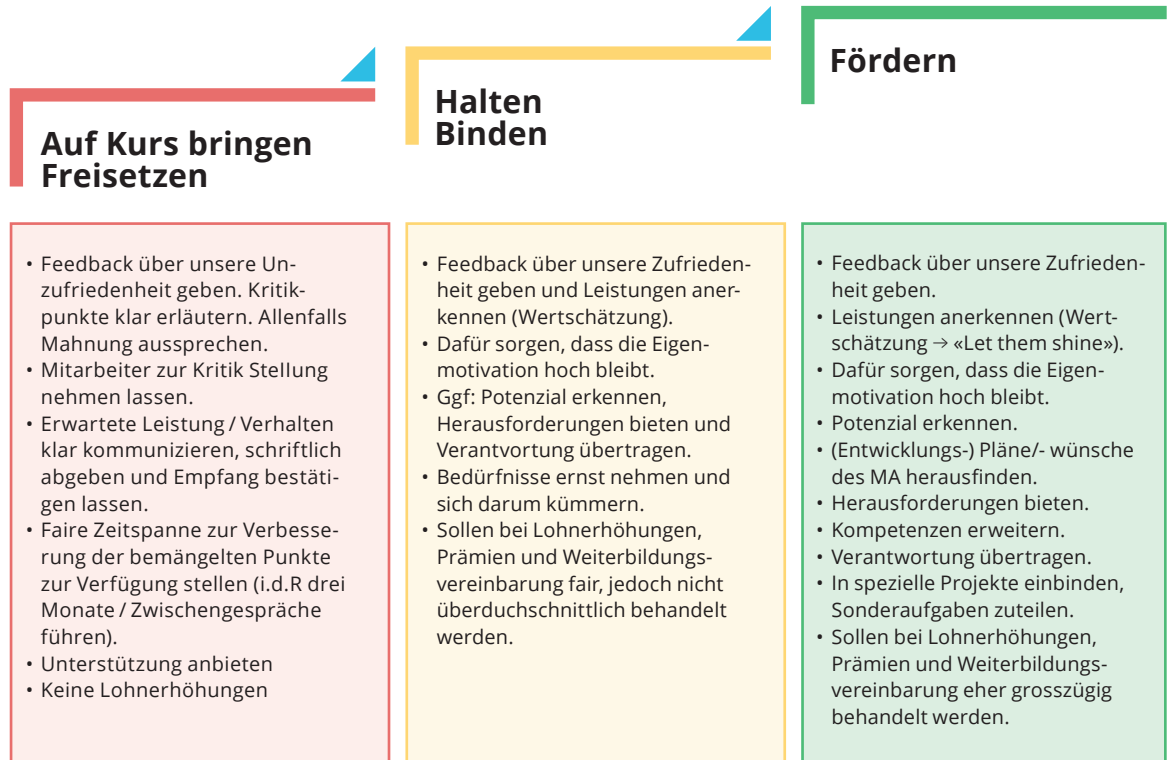 Auf Kurs bringen
Freisetzen
• Feedback über unsere Un-
zufriedenheit geben. Kritik-
punkte klar erläutern. Allenfalls
Mahnung aussprechen.
• Mitarbeiter zur Kritik Stellung
nehmen lassen.
• Erwartete Leistung / Verhalten
klar kommunizieren, schriftlich
abgeben und Empfang bestäti-
gen lassen.
• Faire Zeitspanne zur Verbesse-
rung der bemängelten Punkte
zur Verfügung stellen (i.d.R drei
Monate / Zwischengespräche
führen).
• Unterstützung anbieten
• Keine Lohnerhöhungen
Halten
Binden
• Feedback über unsere Zufrieden-
heit geben und Leistungen aner-
kennen (Wertschätzung).
• Dafür sorgen, dass die Eigen-
motivation hoch bleibt.
• Ggf: Potenzial erkennen,
Herausforderungen bieten und
Verantvortung übertragen.
• Bedürfnisse ernst nehmen und
sich darum kümmern.
• Sollen bei Lohnerhöhungen,
Prämien und Weiterbildungs-
vereinbarung fair, jedoch nicht
überduchschnittlich behandelt
werden.
Fördern
• Feedback über unsere Zufrieden-
heit geben.
• Leistungen anerkennen (Wert-
schätzung → «Let them shine»).
• Dafür sorgen, dass die Eigen-
motivation hoch bleibt.
• Potenzial erkennen.
• (Entwicklungs-) Pläne/- wünsche
des MA herausfinden.
• Herausforderungen bieten.
• Kompetenzen erweitern.
• Verantwortung übertragen.
• In spezielle Projekte einbinden,
Sonderaufgaben zuteilen.
• Sollen bei Lohnerhöhungen,
Prämien und Weiterbildungs-
vereinbarung eher grosszügig
behandelt werden.